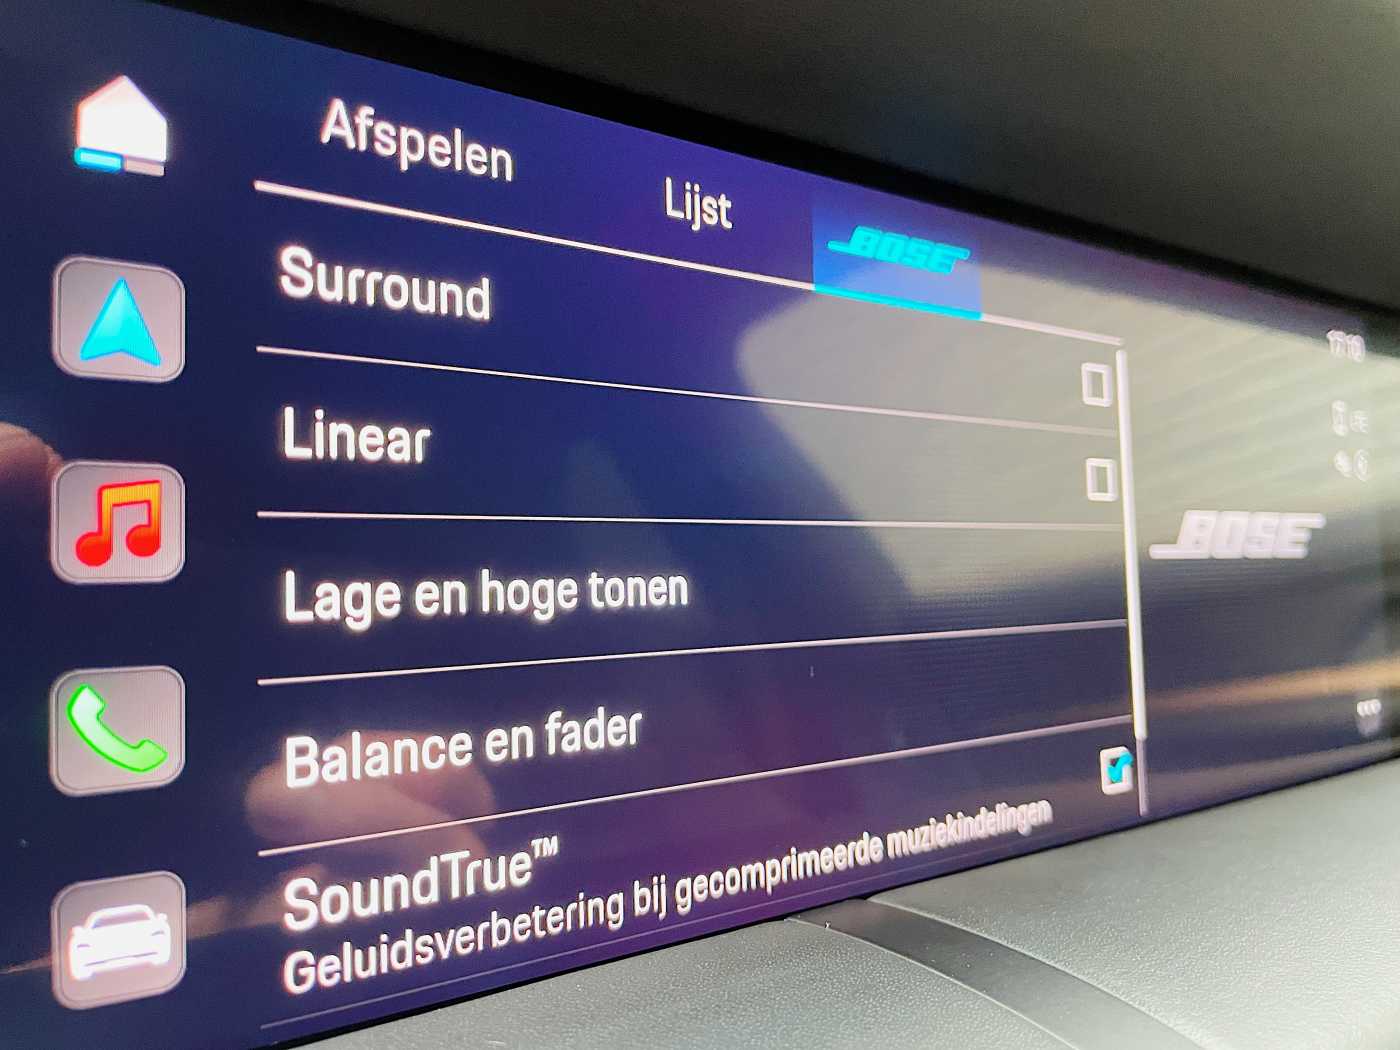 Afspelen
Lijst
BOSE
Surround
Linear
Lage en hoge tonen
Balance en fader
SoundTrue™
Geluidsverbetering bij gecomprimeerde muziekindelingen
BOSE